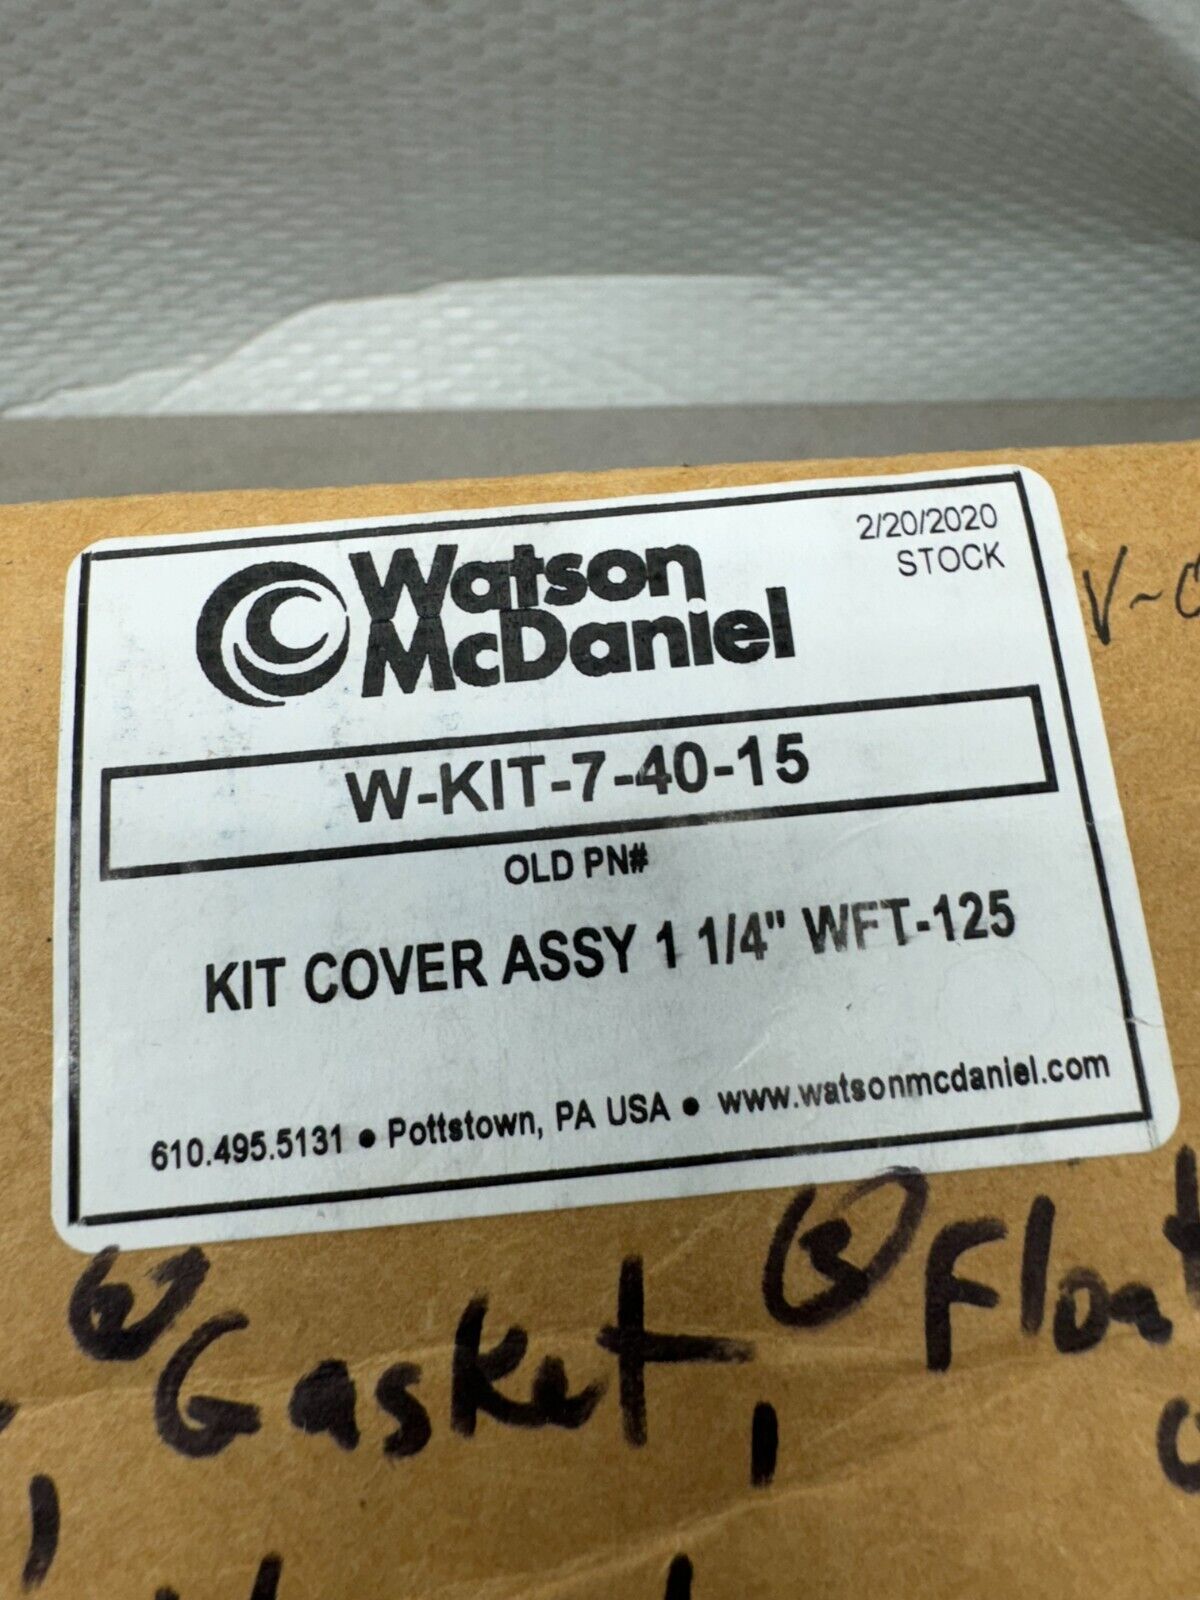 2/20/2020
STOCK
Watson
McDaniel
W-KIT-7-40-15
OLD PN#
KIT COVER ASSY 1 1/4" WFT-125
610.495.5131 ● Pottstown, PA USA ● www.watsonmcdaniel.com
Gasket, Float